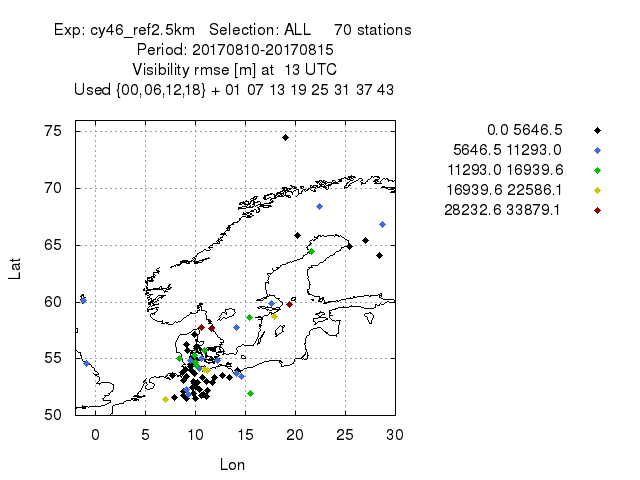 Exp: cy46_ref2.5km   Selection: ALL     70 stations
Period: 20170810-20170815
Visibility rmse [m] at  13 UTC
Used {00,06,12,18} + 01 07 13 19 25 31 37 43
0.0 5646.5
5646.5 11293.0
11293.0 16939.6
16939.6 22586.1
28232.6 33879.1
75
70
65
60
55
50
Lat
0 5 10 15 20 25 30
Lon